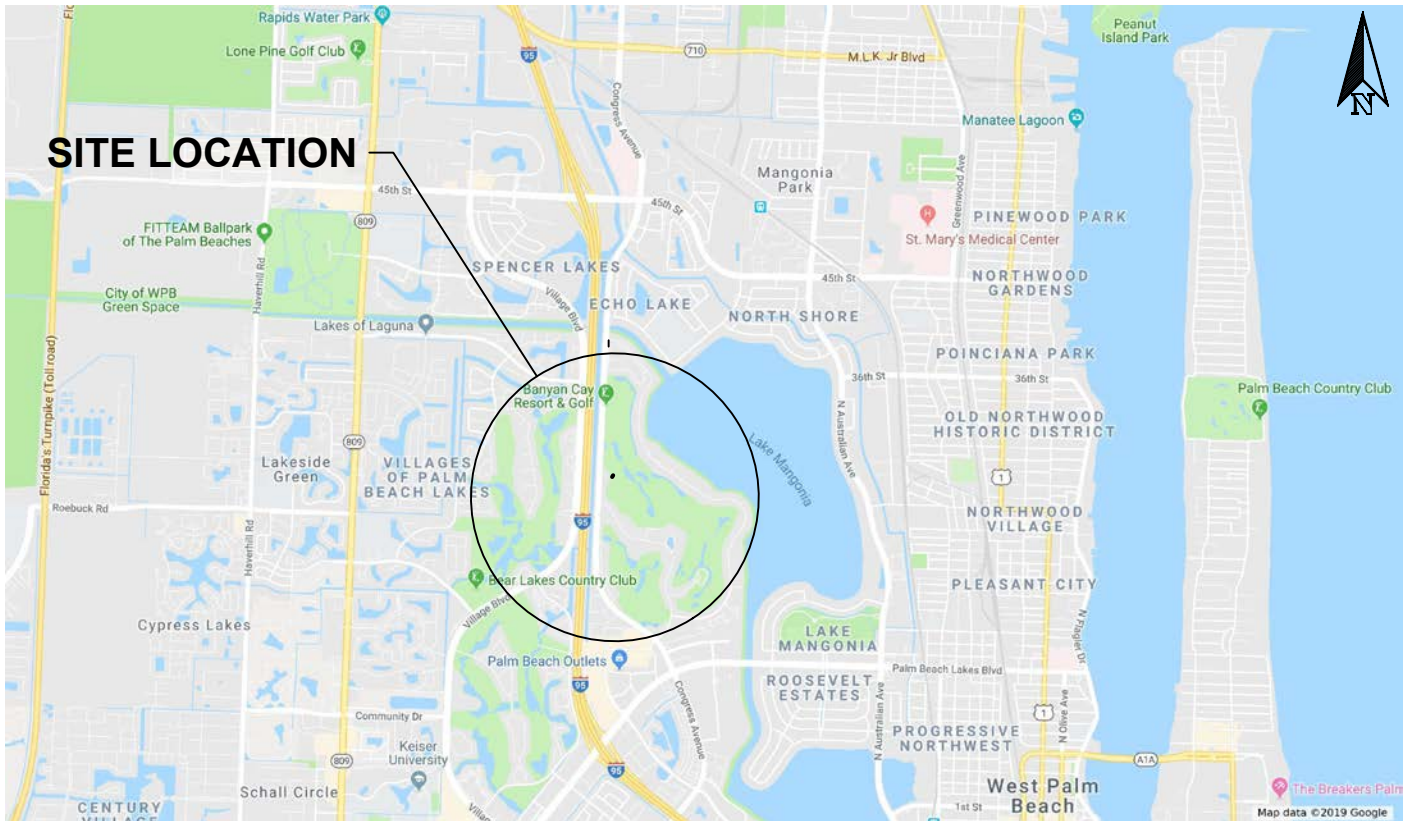 Rapids Water Park
Lone Pine Golf Club
95
710
M.L.K. Jr Blvd
Peanut
Island Park
N
Congress Avenue
Manatee Lagoon
SITE LOCATION
Mangonia
Park
Greenwood Ave
45th St
45th St
809
FITTEAM Ballpark
of The Palm Beaches
PINEWOOD PARK
St. Mary's Medical Center
Haverhill Rd
SPENCER LAKES
45th St
NORTHWOOD
GARDENS
City of WPB
Green Space
Village Blvd
ECHO LAKE
NORTH SHORE
Lakes of Laguna
POINCIANA PARK
Florida's Turnpike (Toll road)
36th St
36th St
Banyan Cay
Resort & Golf
Palm Beach Country Club
N Australian Ave
OLD NORTHWOOD
HISTORIC DISTRICT
809
Lake Mangonia
Lakeside
Green
VILLAGES
OF PALM
BEACH LAKES
1
Roebuck Rd
95
NORTHWOOD
VILLAGE
Haverhill Rd
Bear Lakes Country Club
PLEASANT CITY
Village Blvd
N Flagler Dr
Cypress Lakes
LAKE
MANGONIA
Palm Beach Outlets
Palm Beach Lakes Blvd
95
ROOSEVELT
ESTATES
Congress Avenue
N Australian Ave
Community Dr
1
N Olive Ave
PROGRESSIVE
NORTHWEST
Keiser
University
809
95
A1A
Schall Circle
West Palm
Beach
The Breakers Palm
CENTURY
VILLAGE
1st St
Map data ©2019 Google